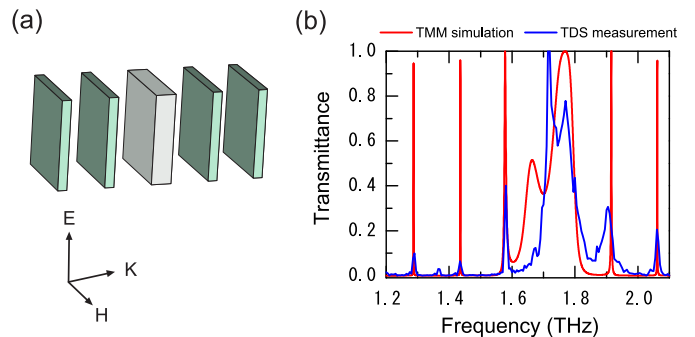 (a)
E
K
H
(b)
TMM simulation
TDS measurement
Transmittance
1.0
0.8
0.6
0.4
0.2
0.0
1.2 1.4 1.6 1.8 2.0
Frequency (THz)